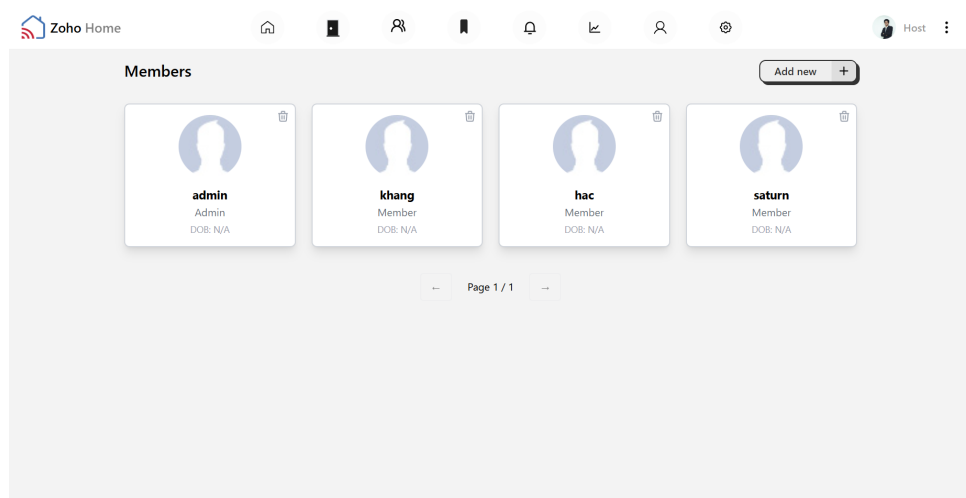 Zoho Home
Host
Members
Add new +
admin
Admin
DOB: N/A
khang
Member
DOB: N/A
hac
Member
DOB: N/A
saturn
Member
DOB: N/A
← Page 1 / 1 →